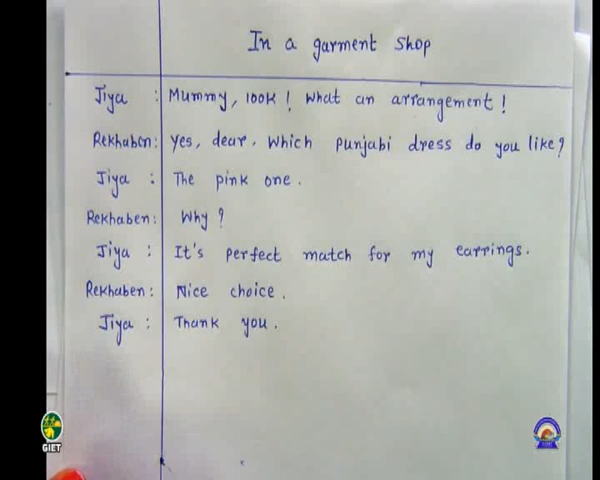 In a garment shop
Jiya : Mummy, look! What an arrangement!
Rekhaben: Yes, dear. Which punjabi dress do you like?
Jiya : The pink one.
Rekhaben: Why?
Jiya : It's perfect match for my earrings.
Rekhaben: Nice choice.
Jiya : Thank you.
GIET